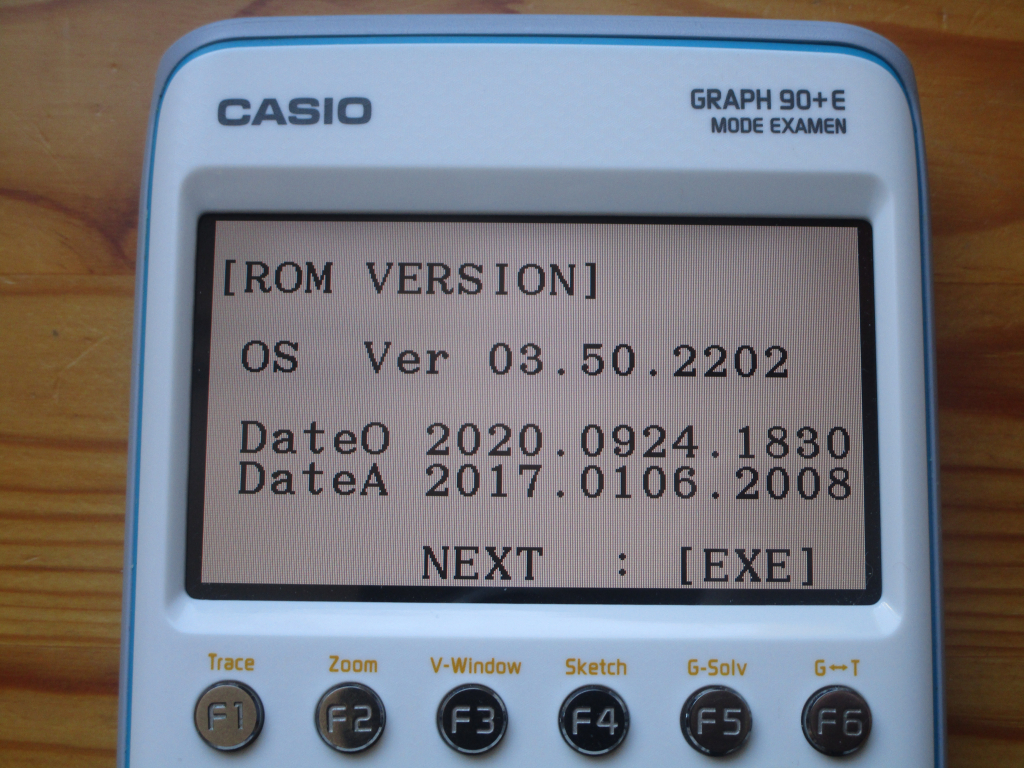 CASIO
GRAPH 90+E
MODE EXAMEN
[ROM VERSION]
OS Ver 03.50.2202
DateO 2020.0924.1830
DateA 2017.0106.2008
NEXT : [EXE]
Trace Zoom V-Window Sketch G-Solv G↔T
F1 F2 F3 F4 F5 F6